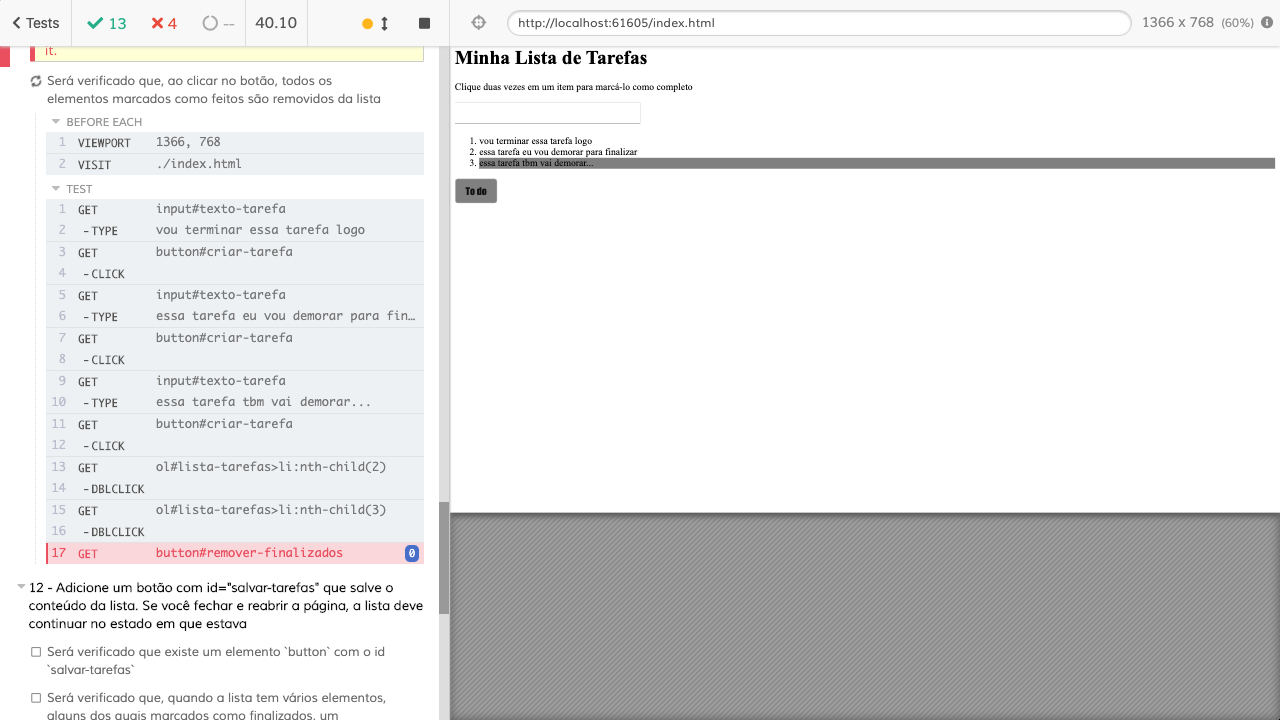 Tests
13
4
--
40.10
http://localhost:61605/index.html
1366 x 768 (60%)
it.
Será verificado que, ao clicar no botão, todos os
elementos marcados como feitos são removidos da lista
BEFORE EACH
1 VIEWPORT 1366, 768
2 VISIT ./index.html
TEST
1 GET input#texto-tarefa
2 -TYPE vou terminar essa tarefa logo
3 GET button#criar-tarefa
4 -CLICK
5 GET input#texto-tarefa
6 -TYPE essa tarefa eu vou demorar para fin…
7 GET button#criar-tarefa
8 -CLICK
9 GET input#texto-tarefa
10 -TYPE essa tarefa tbm vai demorar...
11 GET button#criar-tarefa
12 -CLICK
13 GET ol#lista-tarefas>li:nth-child(2)
14 -DBLCLICK
15 GET ol#lista-tarefas>li:nth-child(3)
16 -DBLCLICK
17 GET button#remover-finalizados 0
12 - Adicione um botão com id="salvar-tarefas" que salve o
conteúdo da lista. Se você fechar e reabrir a página, a lista deve
continuar no estado em que estava
Será verificado que existe um elemento `button` com o id
`salvar-tarefas`
Será verificado que, quando a lista tem vários elementos,
alguns dos quais marcados como finalizados, um
Minha Lista de Tarefas
Clique duas vezes em um item para marcá-lo como completo
1. vou terminar essa tarefa logo
2. essa tarefa eu vou demorar para finalizar
3. essa tarefa tbm vai demorar...
To do